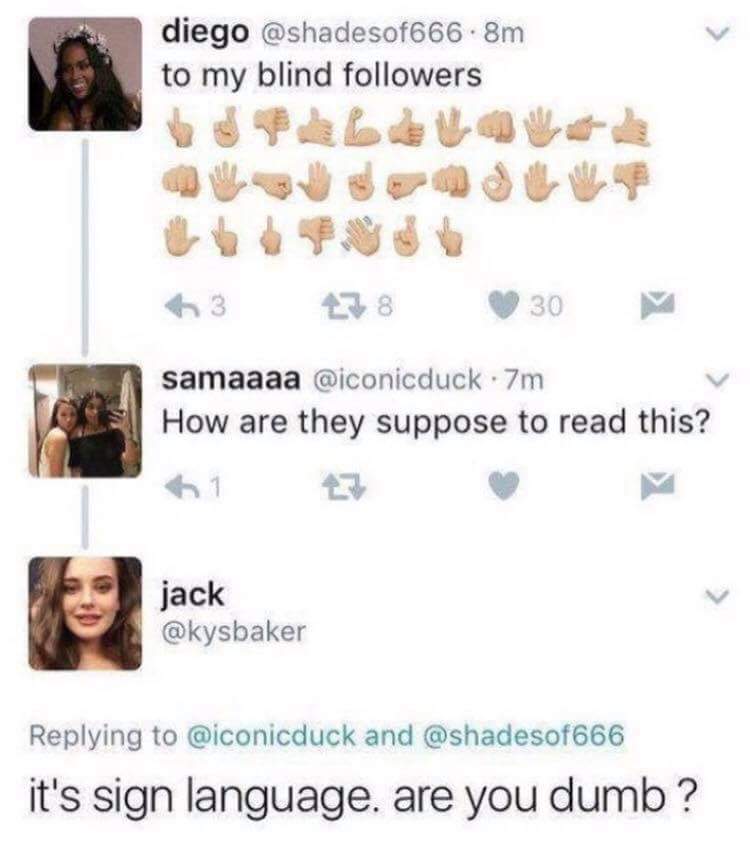 diego @shadesof666 · 8m
to my blind followers
👆🏼🤞🏼👎🏼👍🏼💪🏼👍🏼🖖🏼👊🏼🖐🏼👉🏼👍🏼
👊🏼🖐🏼🤜🏼🤚🏼☝🏼🤛🏼👊🏼👌🏼✋🏼🖐🏼👎🏼
✋🏼👆🏼🖕🏼👎🏼👋🏼🤞🏼👆🏼
3 8 30
samaaaa @iconicduck · 7m
How are they suppose to read this?
1
jack
@kysbaker
Replying to @iconicduck and @shadesof666
it's sign language. are you dumb ?